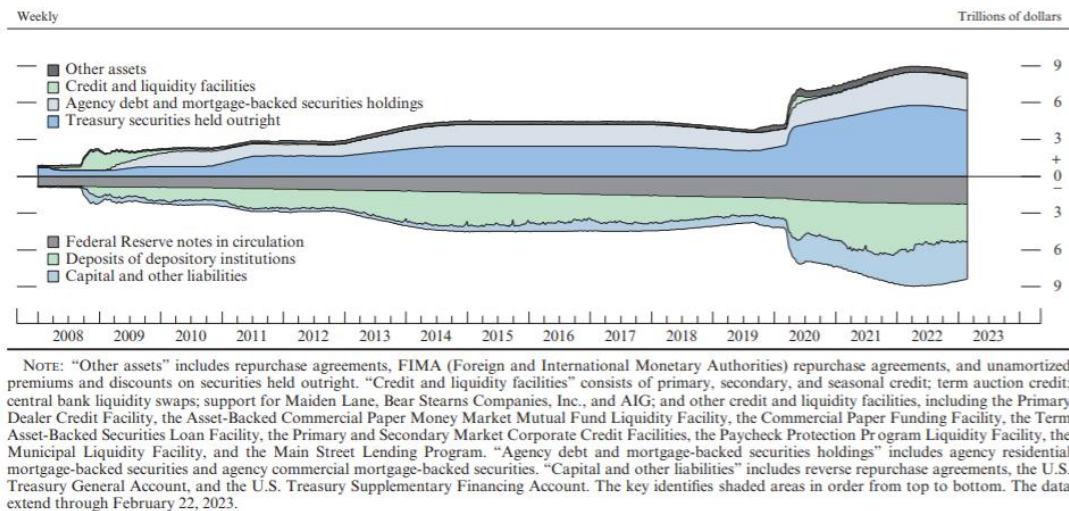 Weekly
Trillions of dollars
Other assets
Credit and liquidity facilities
Agency debt and mortgage-backed securities holdings
Treasury securities held outright
9
6
3
+
0
−
3
6
9
Federal Reserve notes in circulation
Deposits of depository institutions
Capital and other liabilities
2008 2009 2010 2011 2012 2013 2014 2015 2016 2017 2018 2019 2020 2021 2022 2023
NOTE: “Other assets” includes repurchase agreements, FIMA (Foreign and International Monetary Authorities) repurchase agreements, and unamortized
premiums and discounts on securities held outright. “Credit and liquidity facilities” consists of primary, secondary, and seasonal credit; term auction credit;
central bank liquidity swaps; support for Maiden Lane, Bear Stearns Companies, Inc., and AIG; and other credit and liquidity facilities, including the Primary
Dealer Credit Facility, the Asset-Backed Commercial Paper Money Market Mutual Fund Liquidity Facility, the Commercial Paper Funding Facility, the Term
Asset-Backed Securities Loan Facility, the Primary and Secondary Market Corporate Credit Facilities, the Paycheck Protection Program Liquidity Facility, the
Municipal Liquidity Facility, and the Main Street Lending Program. “Agency debt and mortgage-backed securities holdings” includes agency residential
mortgage-backed securities and agency commercial mortgage-backed securities. “Capital and other liabilities” includes reverse repurchase agreements, the U.S.
Treasury General Account, and the U.S. Treasury Supplementary Financing Account. The key identifies shaded areas in order from top to bottom. The data
extend through February 22, 2023.